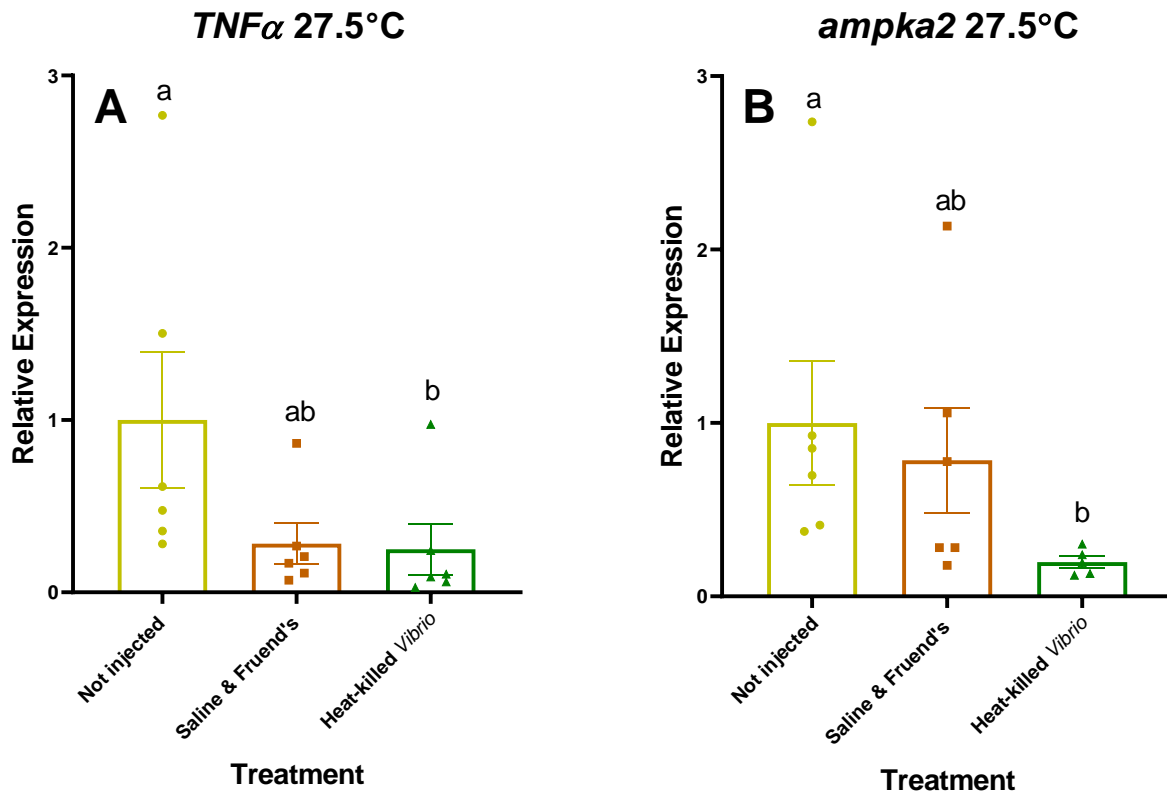 TNFα 27.5°C
A
a
ab
b
3
2
1
0
Relative Expression
Not injected
Saline & Fruend's
Heat-killed Vibrio
Treatment
ampka2 27.5°C
B
a
ab
b
3
2
1
0
Relative Expression
Not injected
Saline & Fruend's
Heat-killed Vibrio
Treatment